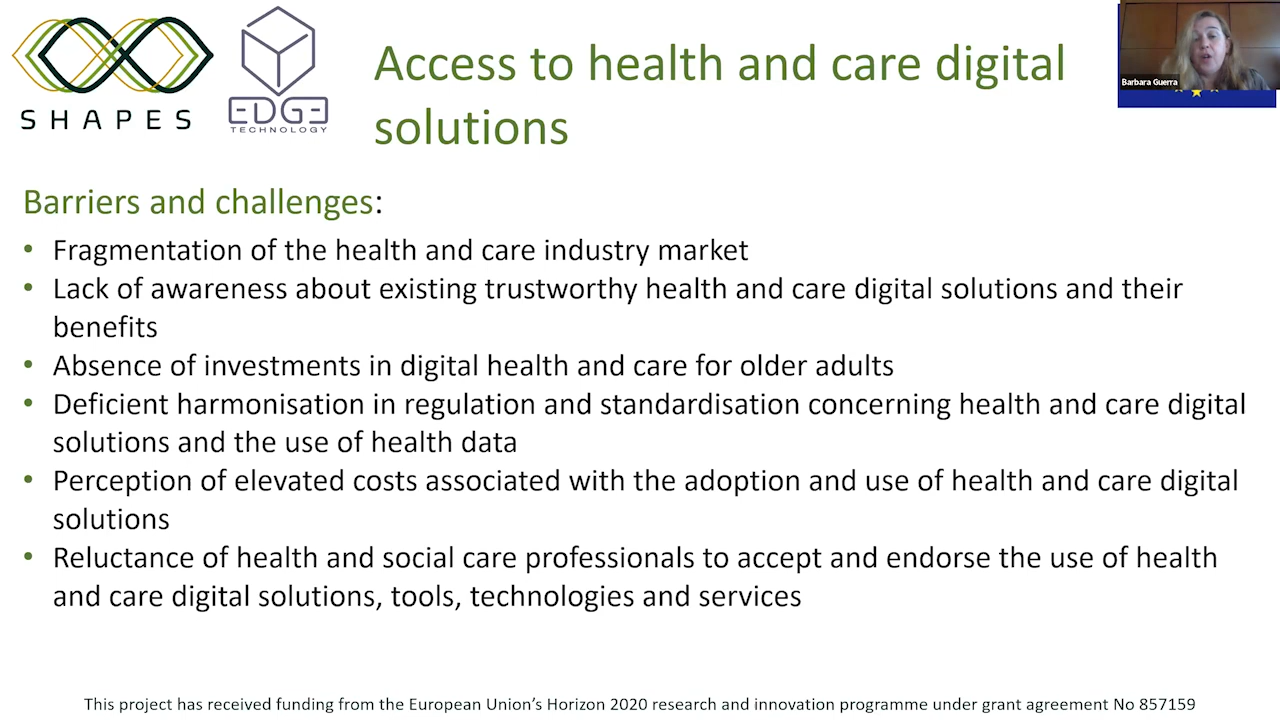 SHAPES
EDGE
TECHNOLOGY
Access to health and care digital
solutions
Barbara Guerra
Barriers and challenges:
• Fragmentation of the health and care industry market
• Lack of awareness about existing trustworthy health and care digital solutions and their
benefits
• Absence of investments in digital health and care for older adults
• Deficient harmonisation in regulation and standardisation concerning health and care digital
solutions and the use of health data
• Perception of elevated costs associated with the adoption and use of health and care digital
solutions
• Reluctance of health and social care professionals to accept and endorse the use of health
and care digital solutions, tools, technologies and services
This project has received funding from the European Union’s Horizon 2020 research and innovation programme under grant agreement No 857159